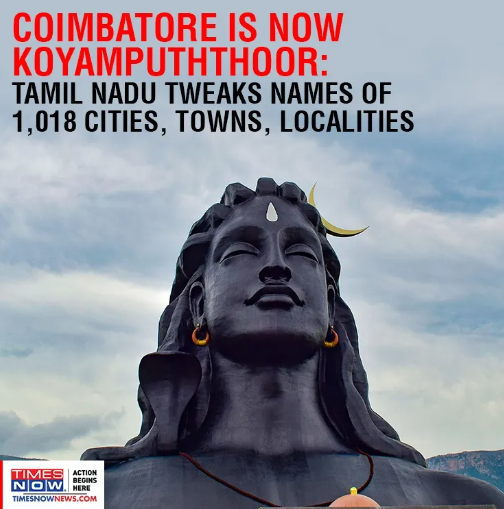 COIMBATORE IS NOW
KOYAMPUTHTHOOR:
TAMIL NADU TWEAKS NAMES OF
1,018 CITIES, TOWNS, LOCALITIES
TIMES
NOW
ACTION
BEGINS
HERE
TIMESNOWNEWS.COM